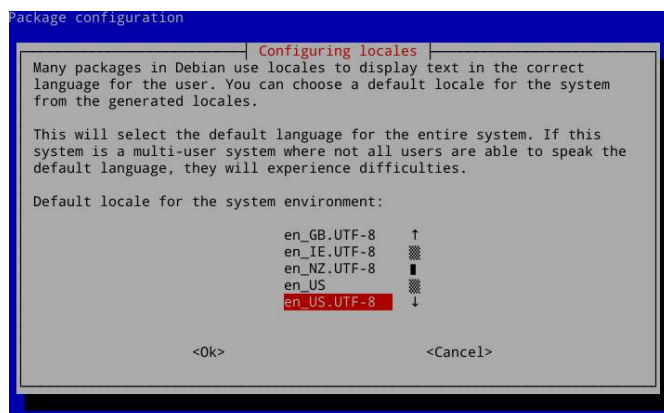 Package configuration
Configuring locales
Many packages in Debian use locales to display text in the correct
language for the user. You can choose a default locale for the system
from the generated locales.
This will select the default language for the entire system. If this
system is a multi-user system where not all users are able to speak the
default language, they will experience difficulties.
Default locale for the system environment:
en_GB.UTF-8
en_IE.UTF-8
en_NZ.UTF-8
en_US
en_US.UTF-8
<Ok> <Cancel>